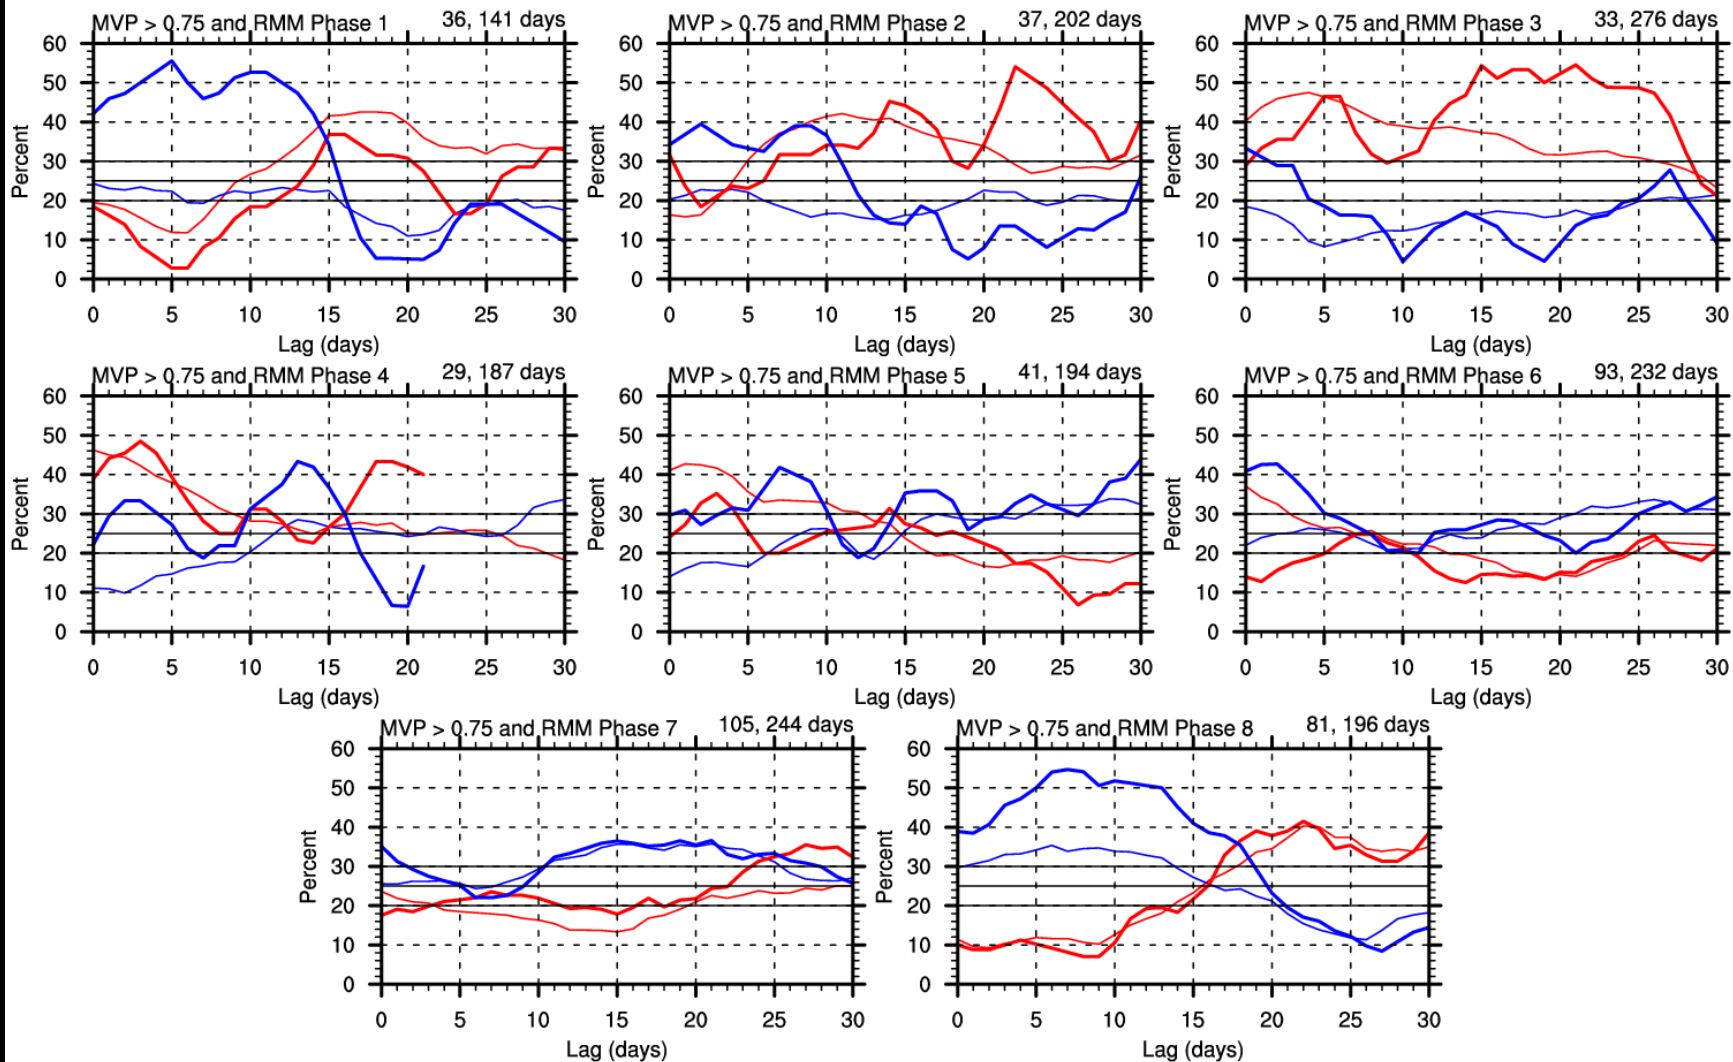 MVP > 0.75 and RMM Phase 1 36, 141 days
60
50
40
30
20
10
0
Percent
0 5 10 15 20 25 30
Lag (days)
MVP > 0.75 and RMM Phase 2 37, 202 days
60
50
40
30
20
10
0
Percent
0 5 10 15 20 25 30
Lag (days)
MVP > 0.75 and RMM Phase 3 33, 276 days
60
50
40
30
20
10
0
Percent
0 5 10 15 20 25 30
Lag (days)
MVP > 0.75 and RMM Phase 4 29, 187 days
60
50
40
30
20
10
0
Percent
0 5 10 15 20 25 30
Lag (days)
MVP > 0.75 and RMM Phase 5 41, 194 days
60
50
40
30
20
10
0
Percent
0 5 10 15 20 25 30
Lag (days)
MVP > 0.75 and RMM Phase 6 93, 232 days
60
50
40
30
20
10
0
Percent
0 5 10 15 20 25 30
Lag (days)
MVP > 0.75 and RMM Phase 7 105, 244 days
60
50
40
30
20
10
0
Percent
0 5 10 15 20 25 30
Lag (days)
MVP > 0.75 and RMM Phase 8 81, 196 days
60
50
40
30
20
10
0
Percent
0 5 10 15 20 25 30
Lag (days)